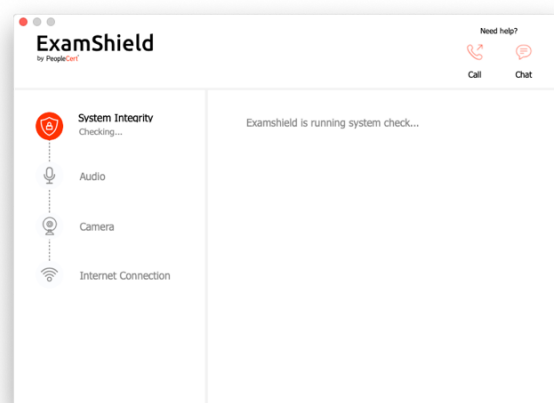 ExamShield
by PeopleCert
Need help?
Call
Chat
System Integrity
Checking...
Audio
Camera
Internet Connection
Examshield is running system check...